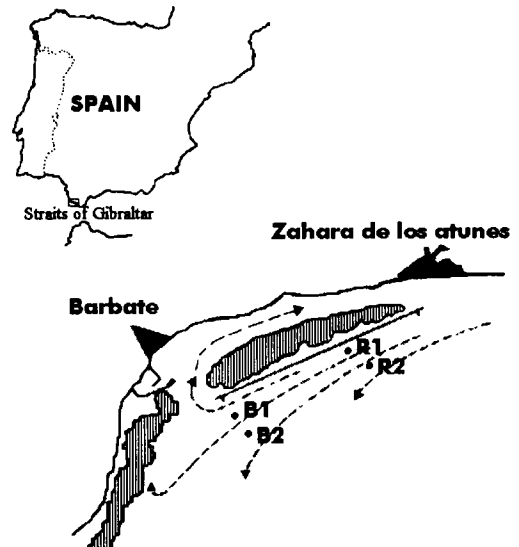 SPAIN
Straits of Gibraltar
Zahara de los atunes
Barbate
R1
R2
B1
B2